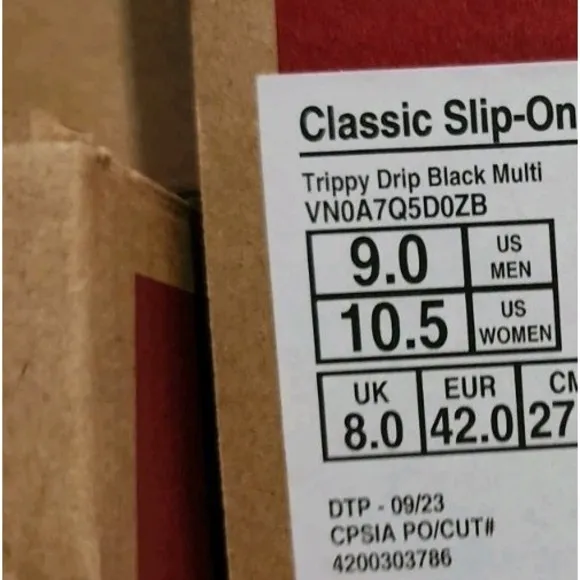 Classic Slip-On
Trippy Drip Black Multi
VN0A7Q5D0ZB
9.0 US MEN
10.5 US WOMEN
UK EUR
8.0 42.0 27
DTP - 09/23
CPSIA PO/CUT#
4200303786